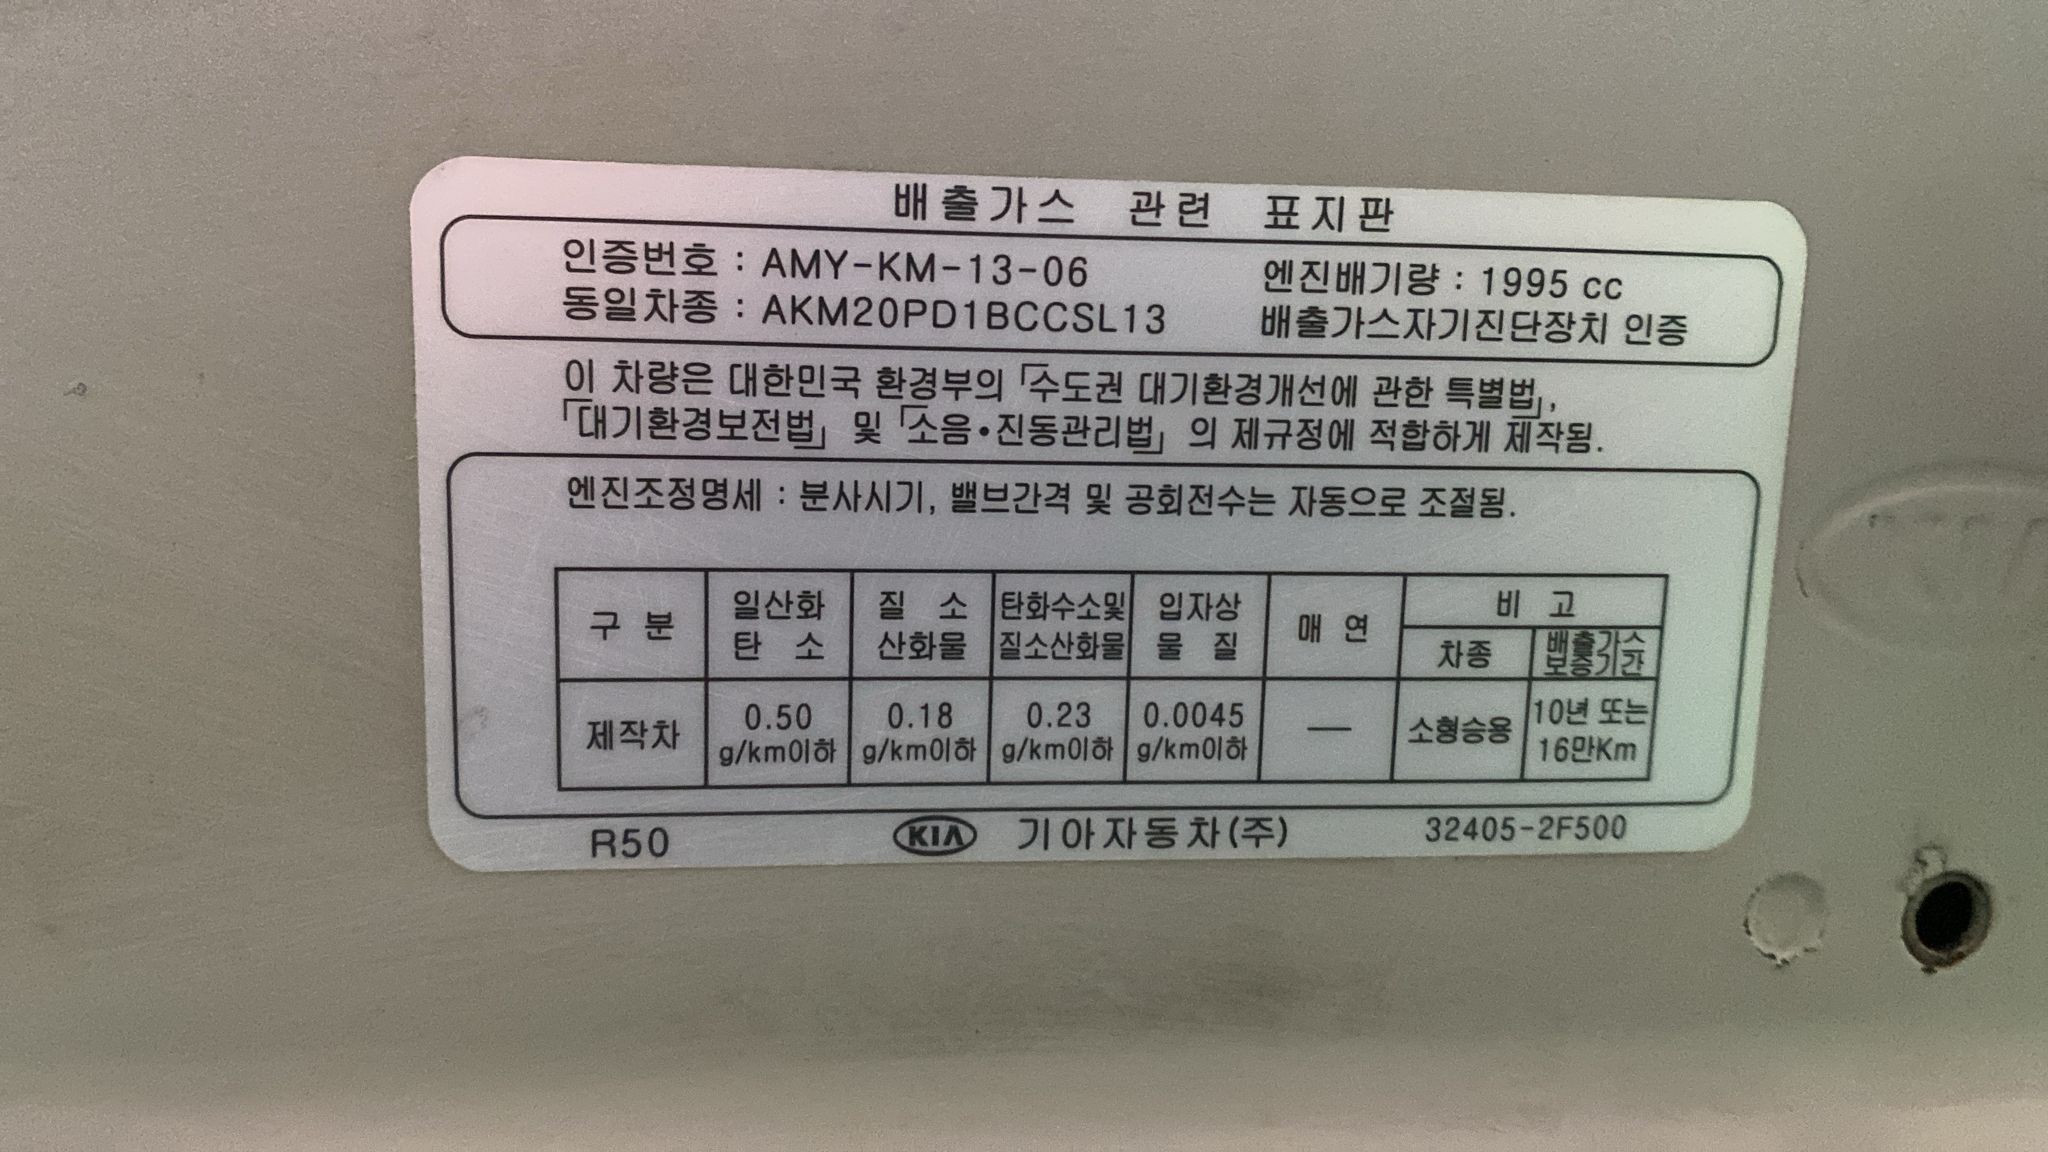 배출가스 관련 표지판
인증번호 : AMY-KM-13-06 엔진배기량 : 1995 cc
동일차종 : AKM20PD1BCCSL13 배출가스자기진단장치 인증
이 차량은 대한민국 환경부의 「수도권 대기환경개선에 관한 특별법」,
「대기환경보전법」 및 「소음•진동관리법」 의 제규정에 적합하게 제작됨.
엔진조정명세 : 분사시기, 밸브간격 및 공회전수는 자동으로 조절됨.
구 분 일산화 탄 소 질 소 산화물 탄화수소및 질소산화물 입자상 물 질 매 연 비 고
차종 배출가스 보증기간
제작차 0.50 g/km이하 0.18 g/km이하 0.23 g/km이하 0.0045 g/km이하 — 소형승용 10년 또는 16만Km
R50 KIA 기아자동차(주) 32405-2F500